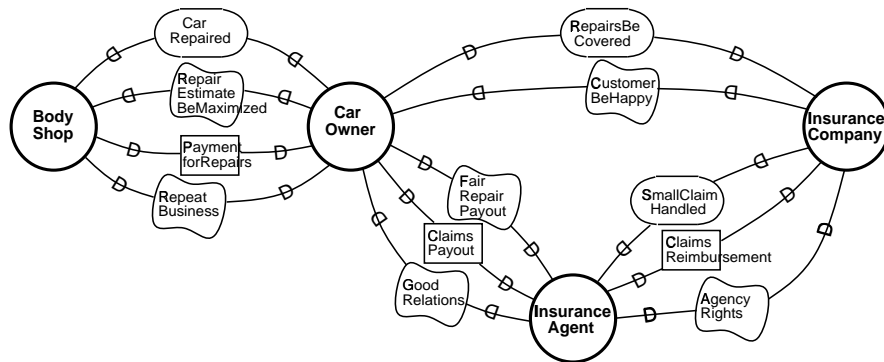 Car
Repaired
RepairsBe
Covered
Repair
Estimate
BeMaximized
Customer
BeHappy
Body
Shop
Car
Owner
Insurance
Company
Payment
forRepairs
Repeat
Business
Fair
Repair
Payout
SmallClaim
Handled
Claims
Payout
Claims
Reimbursement
Good
Relations
Insurance
Agent
Agency
Rights